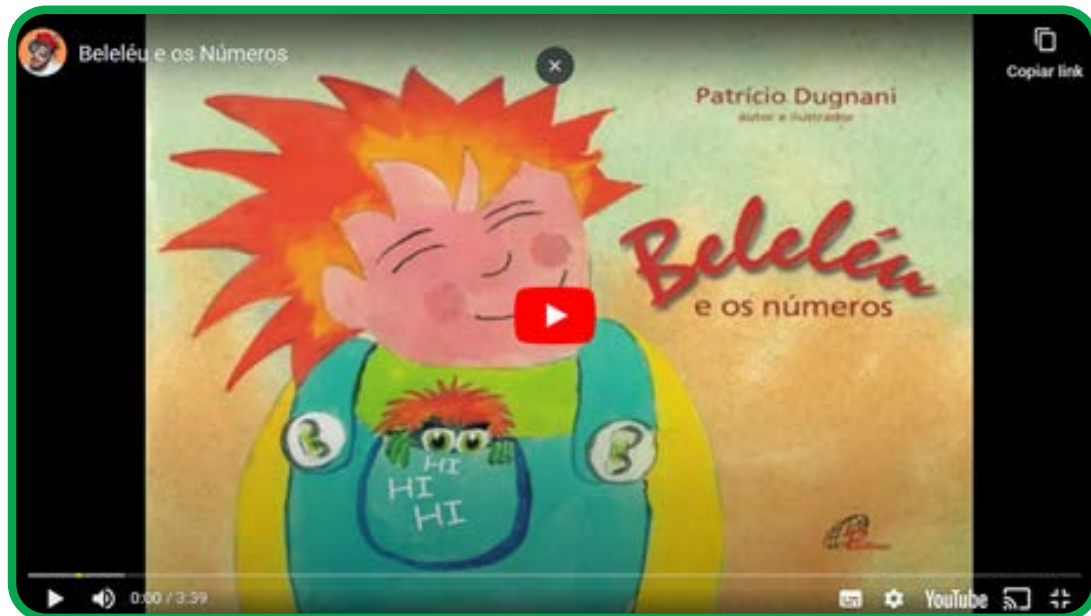 Beleléu e os Números
Copiar link
Patrício Dugnani
autor e ilustrador
Beleléu
e os números
B
B
HI
HI
HI
Paulinas
0:00 / 3:39
YouTube